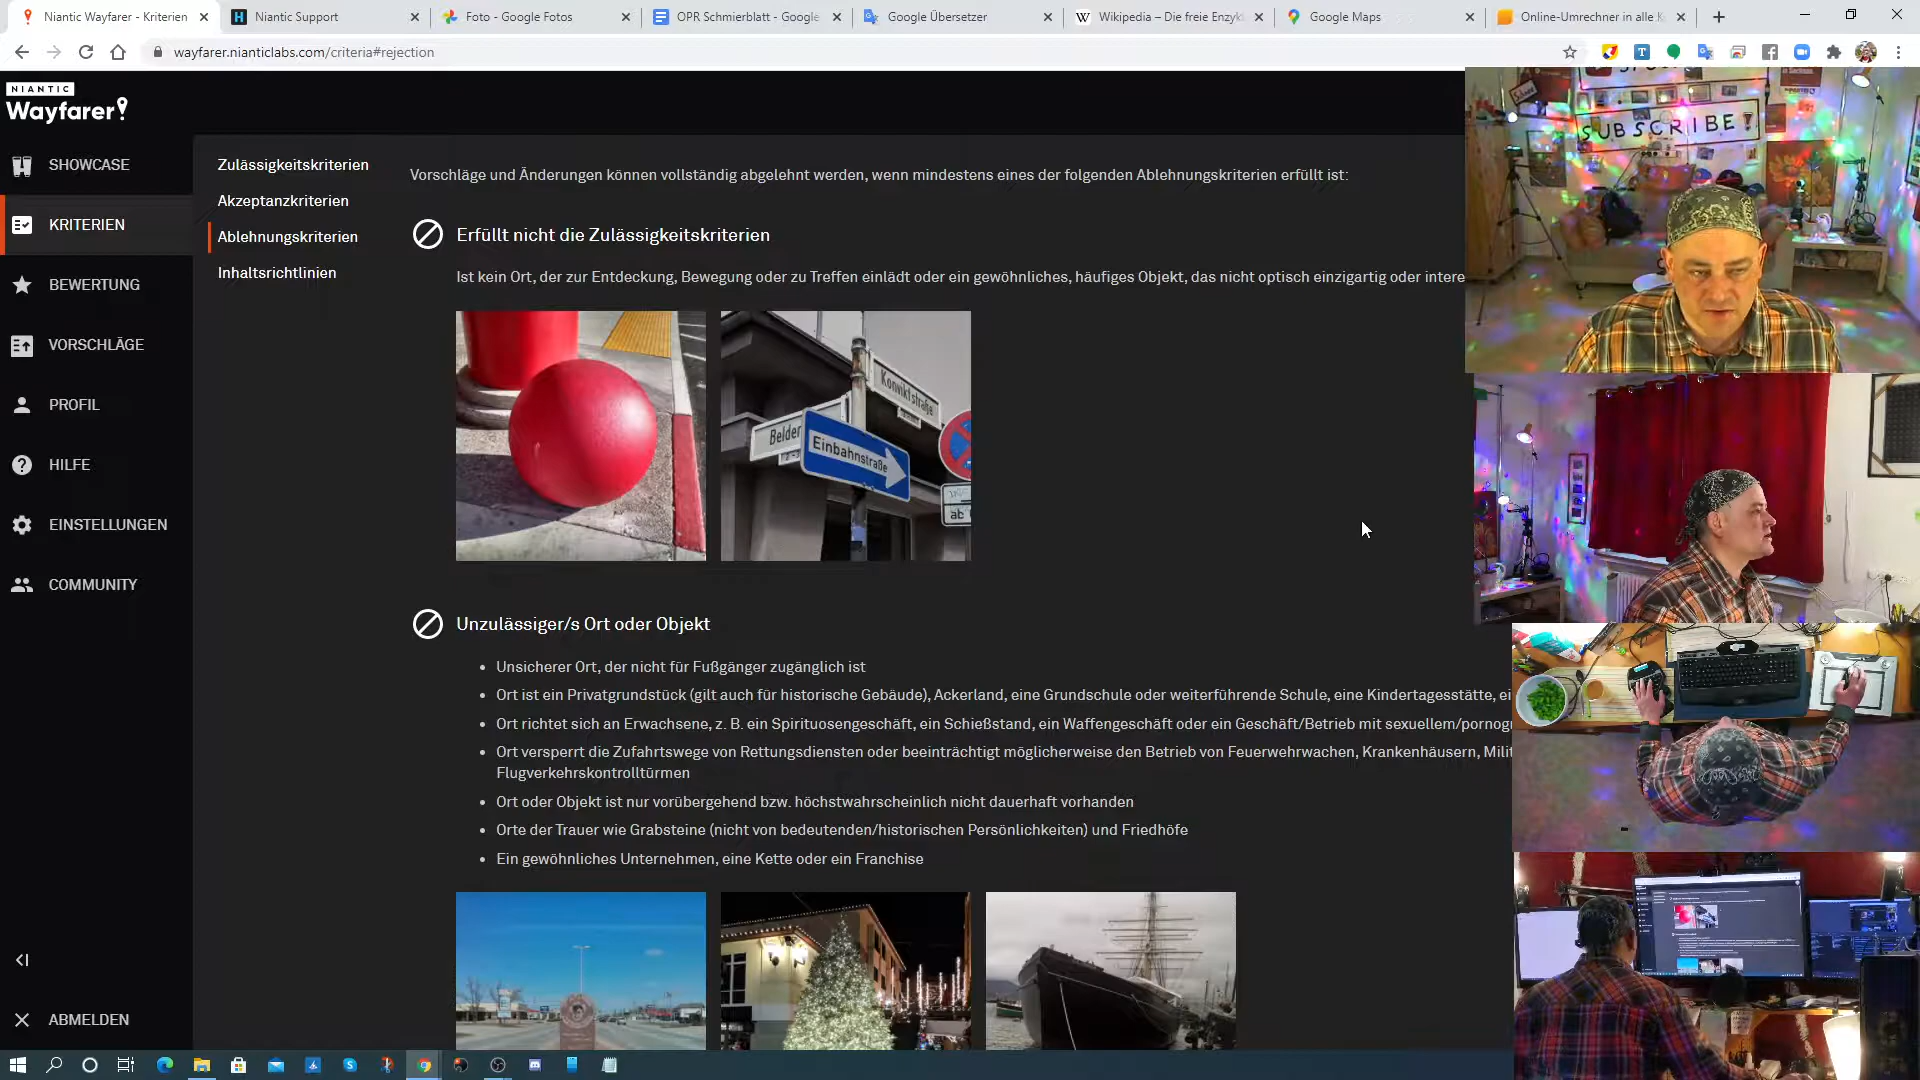 Niantic Wayfarer - Kriterien
Niantic Support
Foto - Google Fotos
OPR Schmierblatt - Google
Google Übersetzer
Wikipedia – Die freie Enzykl
Google Maps
Online-Umrechner in alle
wayfarer.nianticlabs.com/criteria#rejection
NIANTIC
Wayfarer
SHOWCASE
KRITERIEN
BEWERTUNG
VORSCHLÄGE
PROFIL
HILFE
EINSTELLUNGEN
COMMUNITY
ABMELDEN
Zulässigkeitskriterien
Akzeptanzkriterien
Ablehnungskriterien
Inhaltsrichtlinien
Vorschläge und Änderungen können vollständig abgelehnt werden, wenn mindestens eines der folgenden Ablehnungskriterien erfüllt ist:
Erfüllt nicht die Zulässigkeitskriterien
Ist kein Ort, der zur Entdeckung, Bewegung oder zu Treffen einlädt oder ein gewöhnliches, häufiges Objekt, das nicht optisch einzigartig oder intere
Konviktstraße
Belder
Einbahnstraße
ab
Unzulässiger/s Ort oder Objekt
• Unsicherer Ort, der nicht für Fußgänger zugänglich ist
• Ort ist ein Privatgrundstück (gilt auch für historische Gebäude), Ackerland, eine Grundschule oder weiterführende Schule, eine Kindertagesstätte, ei
• Ort richtet sich an Erwachsene, z. B. ein Spirituosengeschäft, ein Schießstand, ein Waffengeschäft oder ein Geschäft/Betrieb mit sexuellem/pornog
• Ort versperrt die Zufahrtswege von Rettungsdiensten oder beeinträchtigt möglicherweise den Betrieb von Feuerwehrwachen, Krankenhäusern, Milit
Flugverkehrskontrolltürmen
• Ort oder Objekt ist nur vorübergehend bzw. höchstwahrscheinlich nicht dauerhaft vorhanden
• Orte der Trauer wie Grabsteine (nicht von bedeutenden/historischen Persönlichkeiten) und Friedhöfe
• Ein gewöhnliches Unternehmen, eine Kette oder ein Franchise
SUBSCRIBE